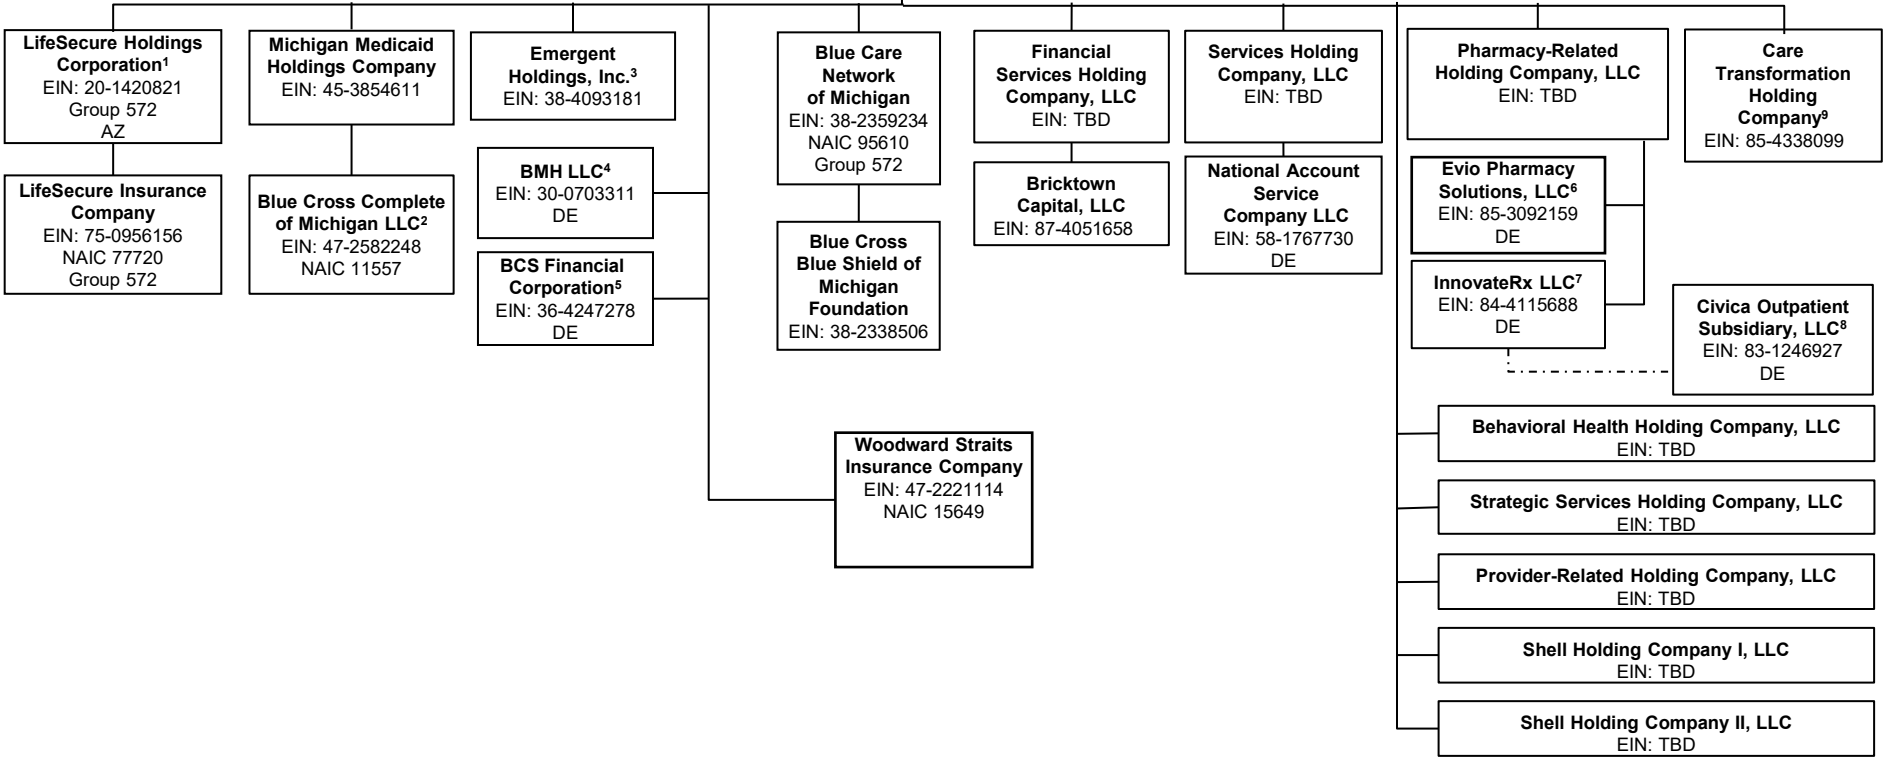 LifeSecure Holdings
Corporation¹
EIN: 20-1420821
Group 572
AZ
LifeSecure Insurance
Company
EIN: 75-0956156
NAIC 77720
Group 572
Michigan Medicaid
Holdings Company
EIN: 45-3854611
Blue Cross Complete
of Michigan LLC²
EIN: 47-2582248
NAIC 11557
Emergent
Holdings, Inc.³
EIN: 38-4093181
BMH LLC⁴
EIN: 30-0703311
DE
BCS Financial
Corporation⁵
EIN: 36-4247278
DE
Blue Care
Network
of Michigan
EIN: 38-2359234
NAIC 95610
Group 572
Blue Cross
Blue Shield of
Michigan
Foundation
EIN: 38-2338506
Woodward Straits
Insurance Company
EIN: 47-2221114
NAIC 15649
Financial
Services Holding
Company, LLC
EIN: TBD
Bricktown
Capital, LLC
EIN: 87-4051658
Services Holding
Company, LLC
EIN: TBD
National Account
Service
Company LLC
EIN: 58-1767730
DE
Pharmacy-Related
Holding Company, LLC
EIN: TBD
Evio Pharmacy
Solutions, LLC⁶
EIN: 85-3092159
DE
InnovateRx LLC⁷
EIN: 84-4115688
DE
Civica Outpatient
Subsidiary, LLC⁸
EIN: 83-1246927
DE
Care
Transformation
Holding
Company⁹
EIN: 85-4338099
Behavioral Health Holding Company, LLC
EIN: TBD
Strategic Services Holding Company, LLC
EIN: TBD
Provider-Related Holding Company, LLC
EIN: TBD
Shell Holding Company I, LLC
EIN: TBD
Shell Holding Company II, LLC
EIN: TBD